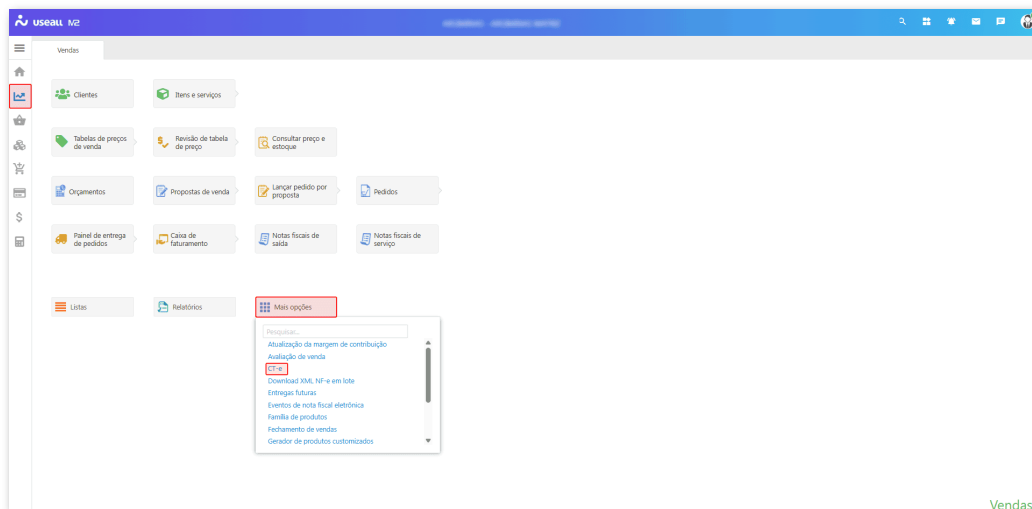 useall M2
Vendas
Clientes
Itens e serviços
Tabelas de preços
de venda
Revisão de tabela
de preço
Consultar preço e
estoque
Orçamentos
Propostas de venda
Lançar pedido por
proposta
Pedidos
Painel de entrega
de pedidos
Caixa de
faturamento
Notas fiscais de
saída
Notas fiscais de
serviço
Listas
Relatórios
Mais opções
Pesquisar...
Atualização da margem de contribuição
Avaliação de venda
CT-e
Download XML NF-e em lote
Entregas futuras
Eventos de nota fiscal eletrônica
Família de produtos
Fechamento de vendas
Gerador de produtos customizados
Vendas